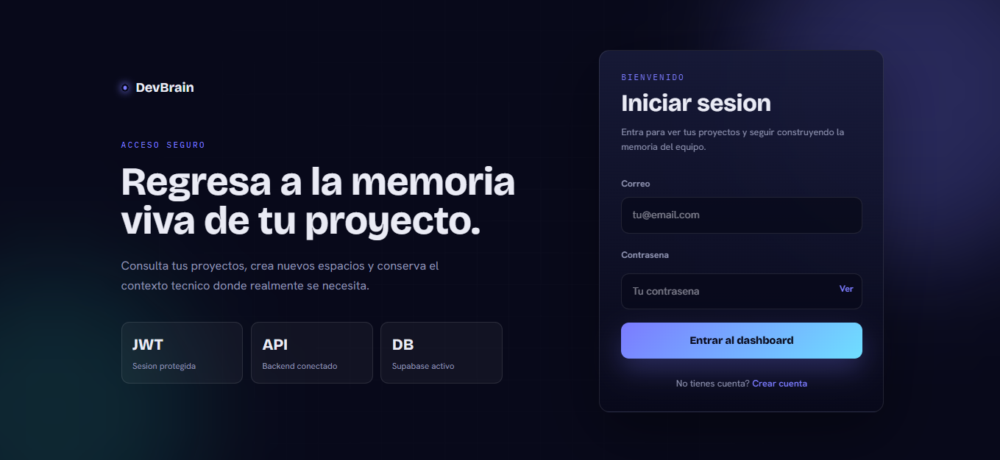 DevBrain
ACCESO SEGURO
Regresa a la memoria
viva de tu proyecto.
Consulta tus proyectos, crea nuevos espacios y conserva el
contexto tecnico donde realmente se necesita.
JWT
Sesion protegida
API
Backend conectado
DB
Supabase activo
BIENVENIDO
Iniciar sesion
Entra para ver tus proyectos y seguir construyendo la
memoria del equipo.
Correo
tu@email.com
Contrasena
Tu contrasena
Ver
Entrar al dashboard
No tienes cuenta? Crear cuenta